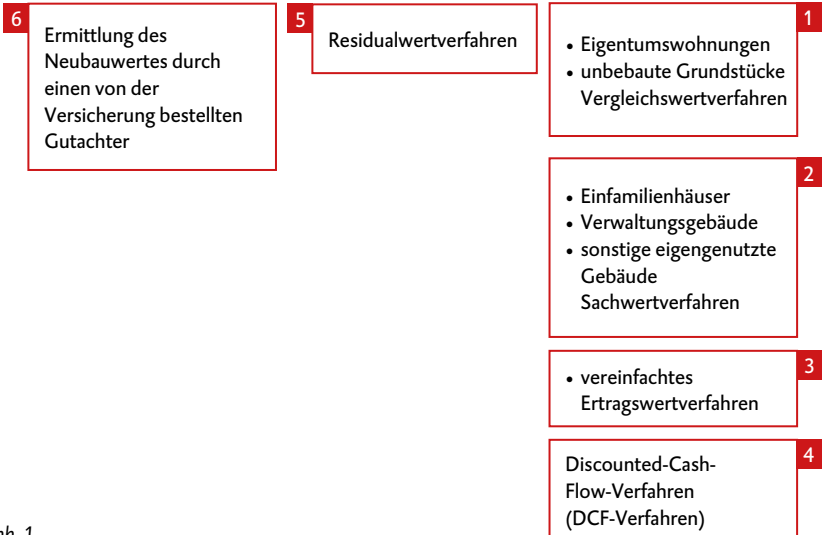 6
Ermittlung des
Neubauwertes durch
einen von der
Versicherung bestellten
Gutachter
5
Residualwertverfahren
1
• Eigentumswohnungen
• unbebaute Grundstücke
Vergleichswertverfahren
2
• Einfamilienhäuser
• Verwaltungsgebäude
• sonstige eigengenutzte
Gebäude
Sachwertverfahren
3
• vereinfachtes
Ertragswertverfahren
4
Discounted-Cash-
Flow-Verfahren
(DCF-Verfahren)
1